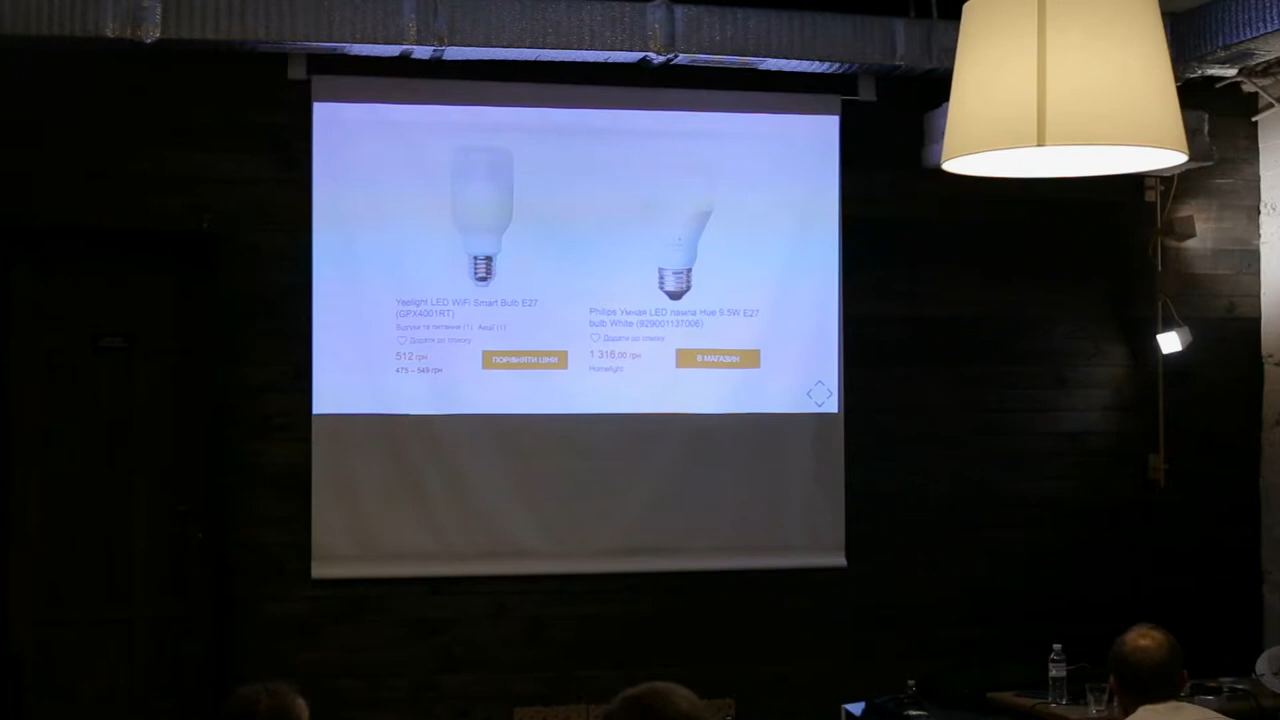 Yeelight LED WiFi Smart Bulb E27
(GPX4001RT)
Відгуки та питання (1) Акції (1)
Додати до списку
512 грн
475 – 549 грн
ПОРІВНЯТИ ЦІНИ
Philips Умная LED лампа Hue 9.5W E27
bulb White (929001137006)
Додати до списку
1 316,00 грн
Homelight
В МАГАЗИН